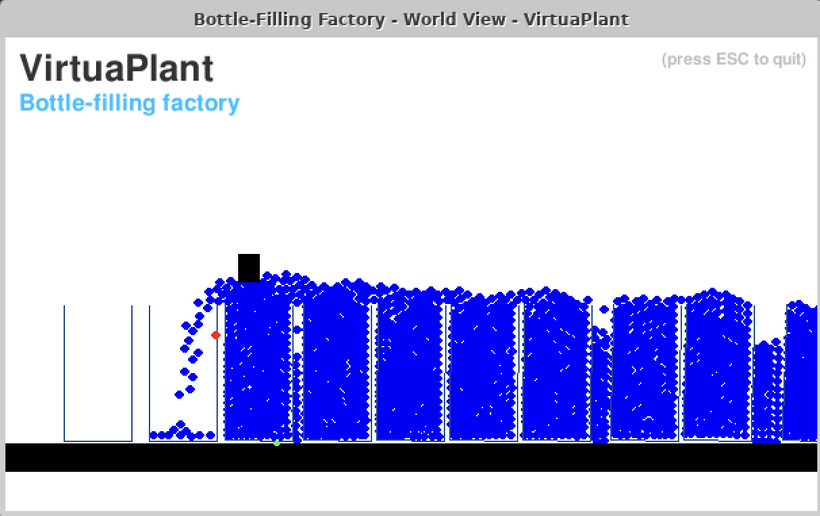 Bottle-Filling Factory - World View - VirtuaPlant
VirtuaPlant
(press ESC to quit)
Bottle-filling factory